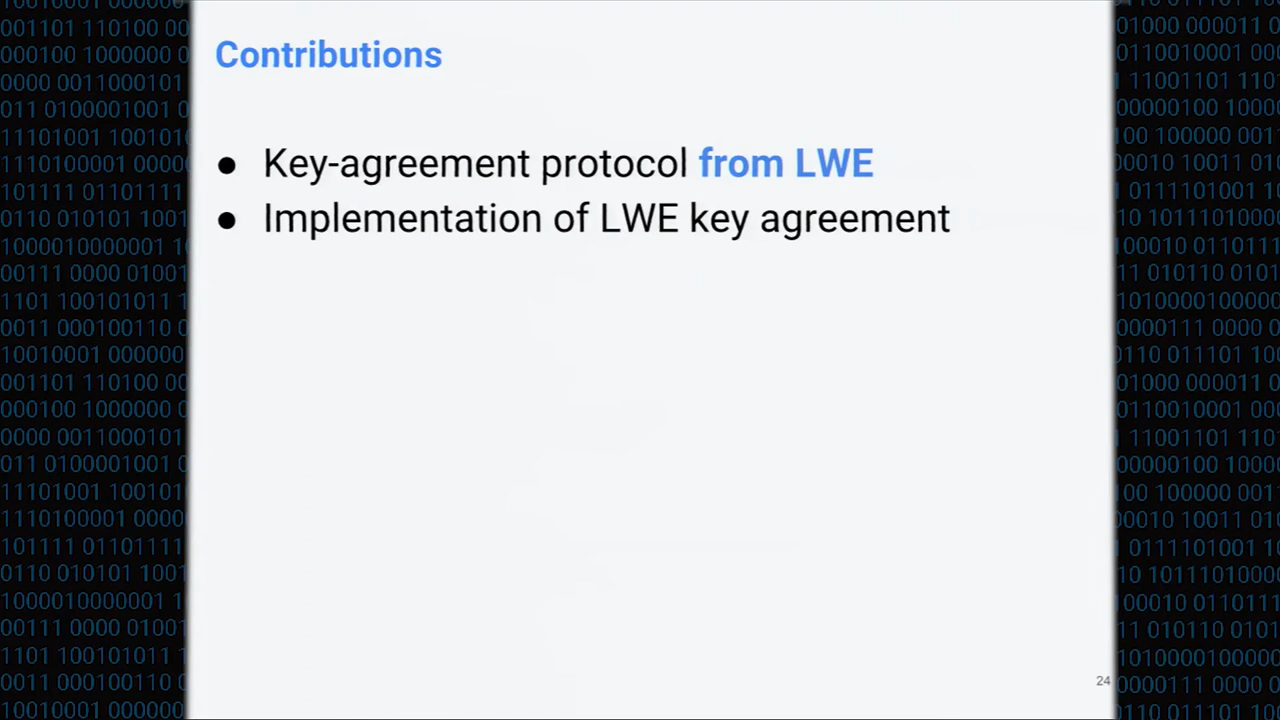 Contributions
● Key-agreement protocol from LWE
● Implementation of LWE key agreement
24